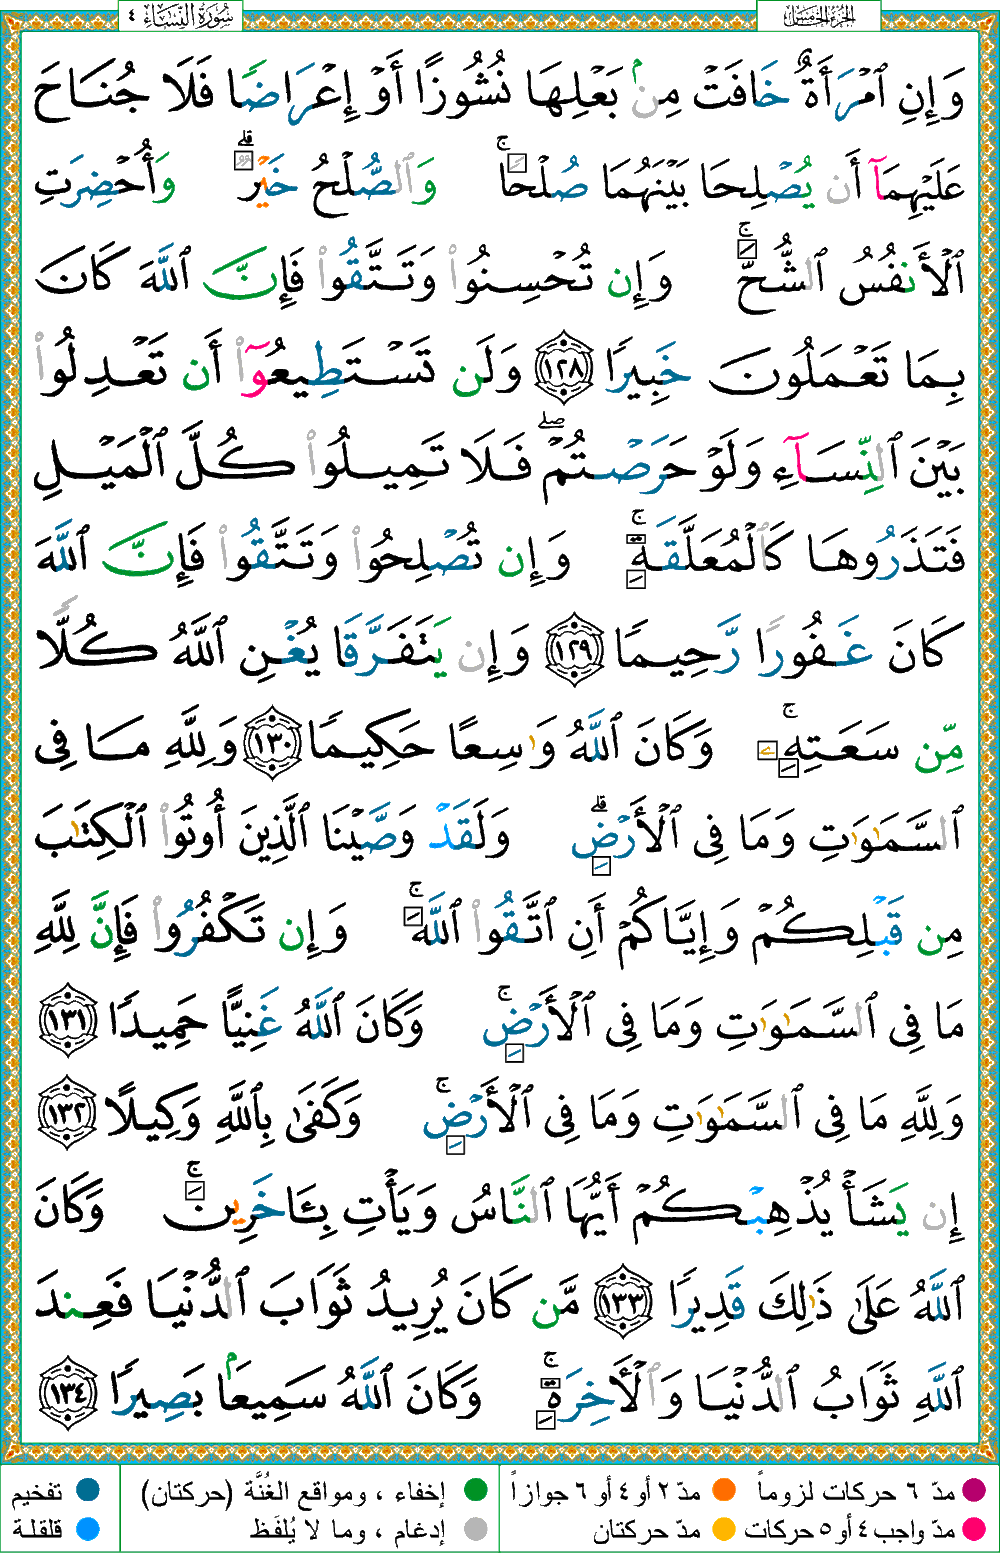 الجزء الخامس
سُورَةُ النِّسَاءِ ٤
وَإِنِ ٱمْرَأَةٌ خَافَتْ مِنۢ بَعْلِهَا نُشُوزًا أَوْ إِعْرَاضًا فَلَا جُنَاحَ
عَلَيْهِمَآ أَن يُصْلِحَا بَيْنَهُمَا صُلْحًاۚ وَٱلصُّلْحُ خَيْرٌۗ وَأُحْضِرَتِ
ٱلْأَنفُسُ ٱلشُّحَّۚ وَإِن تُحْسِنُوا۟ وَتَتَّقُوا۟ فَإِنَّ ٱللَّهَ كَانَ
بِمَا تَعْمَلُونَ خَبِيرًا ١٢٨ وَلَن تَسْتَطِيعُوٓا۟ أَن تَعْدِلُوا۟
بَيْنَ ٱلنِّسَآءِ وَلَوْ حَرَصْتُمْۖ فَلَا تَمِيلُوا۟ كُلَّ ٱلْمَيْلِ
فَتَذَرُوهَا كَٱلْمُعَلَّقَةِۚ وَإِن تُصْلِحُوا۟ وَتَتَّقُوا۟ فَإِنَّ ٱللَّهَ
كَانَ غَفُورًا رَّحِيمًا ١٢٩ وَإِن يَتَفَرَّقَا يُغْنِ ٱللَّهُ كُلًّا
مِّن سَعَتِهِۦۚ وَكَانَ ٱللَّهُ وَٰسِعًا حَكِيمًا ١٣٠ وَلِلَّهِ مَا فِى
ٱلسَّمَٰوَٰتِ وَمَا فِى ٱلْأَرْضِۗ وَلَقَدْ وَصَّيْنَا ٱلَّذِينَ أُوتُوا۟ ٱلْكِتَٰبَ
مِن قَبْلِكُمْ وَإِيَّاكُمْ أَنِ ٱتَّقُوا۟ ٱللَّهَۚ وَإِن تَكْفُرُوا۟ فَإِنَّ لِلَّهِ
مَا فِى ٱلسَّمَٰوَٰتِ وَمَا فِى ٱلْأَرْضِۚ وَكَانَ ٱللَّهُ غَنِيًّا حَمِيدًا ١٣١
وَلِلَّهِ مَا فِى ٱلسَّمَٰوَٰتِ وَمَا فِى ٱلْأَرْضِۚ وَكَفَىٰ بِٱللَّهِ وَكِيلًا ١٣٢
إِن يَشَأْ يُذْهِبْكُمْ أَيُّهَا ٱلنَّاسُ وَيَأْتِ بِـَٔاخَرِينَۚ وَكَانَ
ٱللَّهُ عَلَىٰ ذَٰلِكَ قَدِيرًا ١٣٣ مَّن كَانَ يُرِيدُ ثَوَابَ ٱلدُّنْيَا فَعِندَ
ٱللَّهِ ثَوَابُ ٱلدُّنْيَا وَٱلْأَخِرَةِۚ وَكَانَ ٱللَّهُ سَمِيعًۢا بَصِيرًا ١٣٤
مدّ ٦ حركات لزوماً مدّ ٢ أو ٤ أو ٦ جوازاً إخفاء ، ومواقع الغُنَّة (حركتان) تفخيم
مدّ واجب ٤ أو ٥ حركات مدّ حركتان إدغام ، وما لا يُلفَظ قلقلة